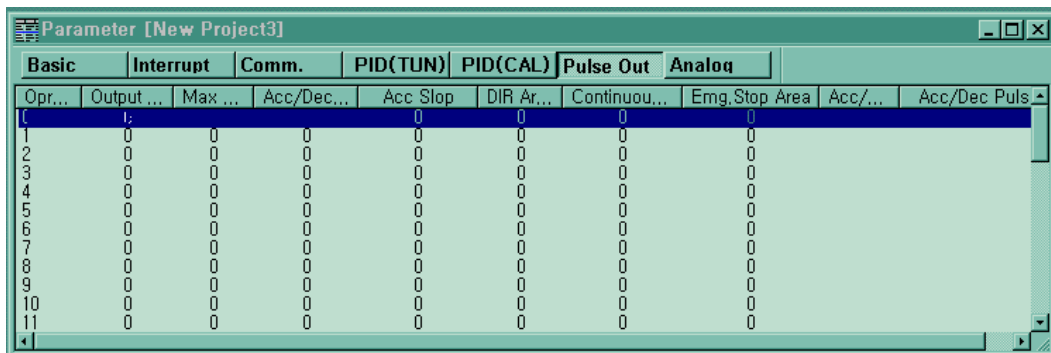 Parameter [New Project3]
Basic Interrupt Comm. PID(TUN) PID(CAL) Pulse Out Analog
Opr... Output ... Max ... Acc/Dec... Acc Slop DIR Ar... Continuou... Emg.Stop Area Acc/... Acc/Dec Puls
0 0 0 0 0
1 0 0 0 0 0 0 0
2 0 0 0 0 0 0 0
3 0 0 0 0 0 0 0
4 0 0 0 0 0 0 0
5 0 0 0 0 0 0 0
6 0 0 0 0 0 0 0
7 0 0 0 0 0 0 0
8 0 0 0 0 0 0 0
9 0 0 0 0 0 0 0
10 0 0 0 0 0 0 0
11 0 0 0 0 0 0 0